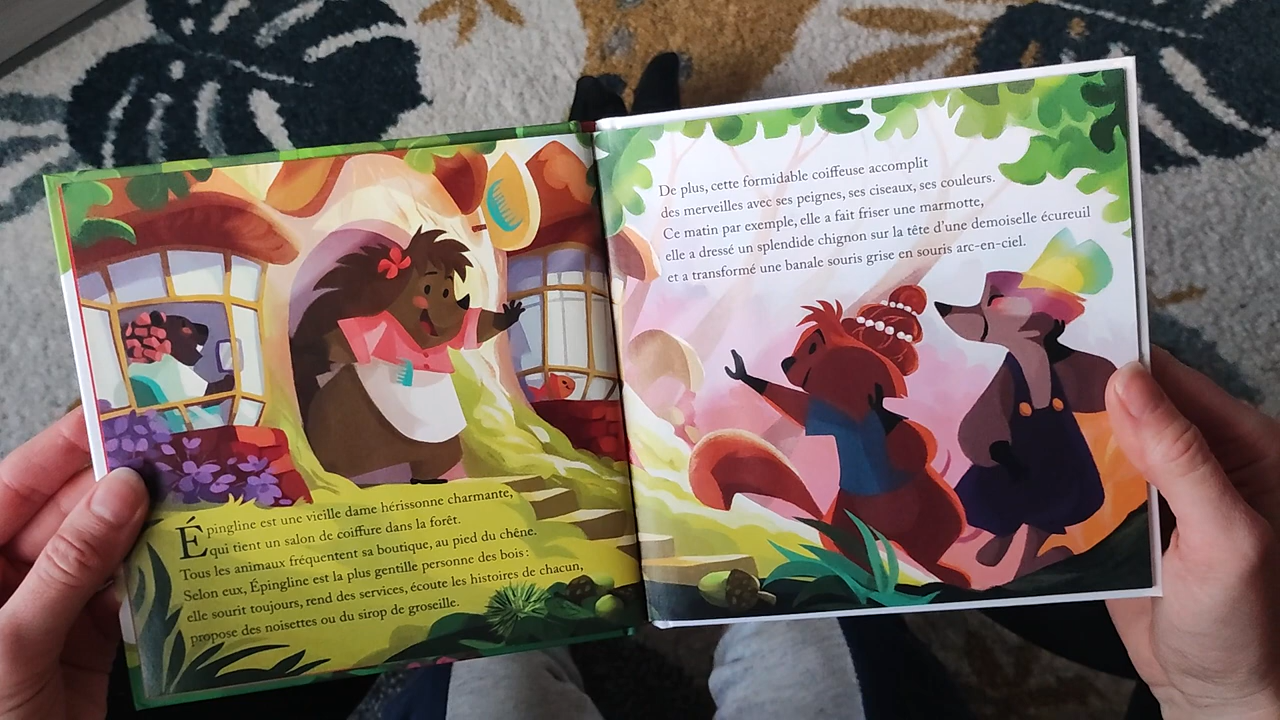 Épingline est une vieille dame hérissonne charmante,
qui tient un salon de coiffure dans la forêt.
Tous les animaux fréquentent sa boutique, au pied du chêne.
Selon eux, Épingline est la plus gentille personne des bois :
elle sourit toujours, rend des services, écoute les histoires de chacun,
propose des noisettes ou du sirop de groseille.
De plus, cette formidable coiffeuse accomplit
des merveilles avec ses peignes, ses ciseaux, ses couleurs.
Ce matin par exemple, elle a fait friser une marmotte,
elle a dressé un splendide chignon sur la tête d'une demoiselle écureuil
et a transformé une banale souris grise en souris arc-en-ciel.